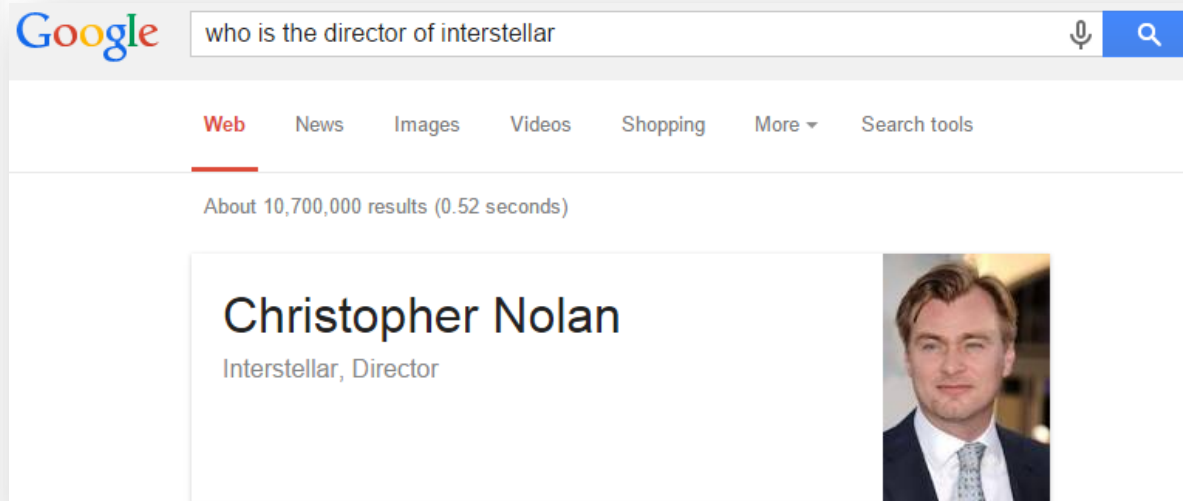 Google who is the director of interstellar
Web News Images Videos Shopping More Search tools
About 10,700,000 results (0.52 seconds)
Christopher Nolan
Interstellar, Director